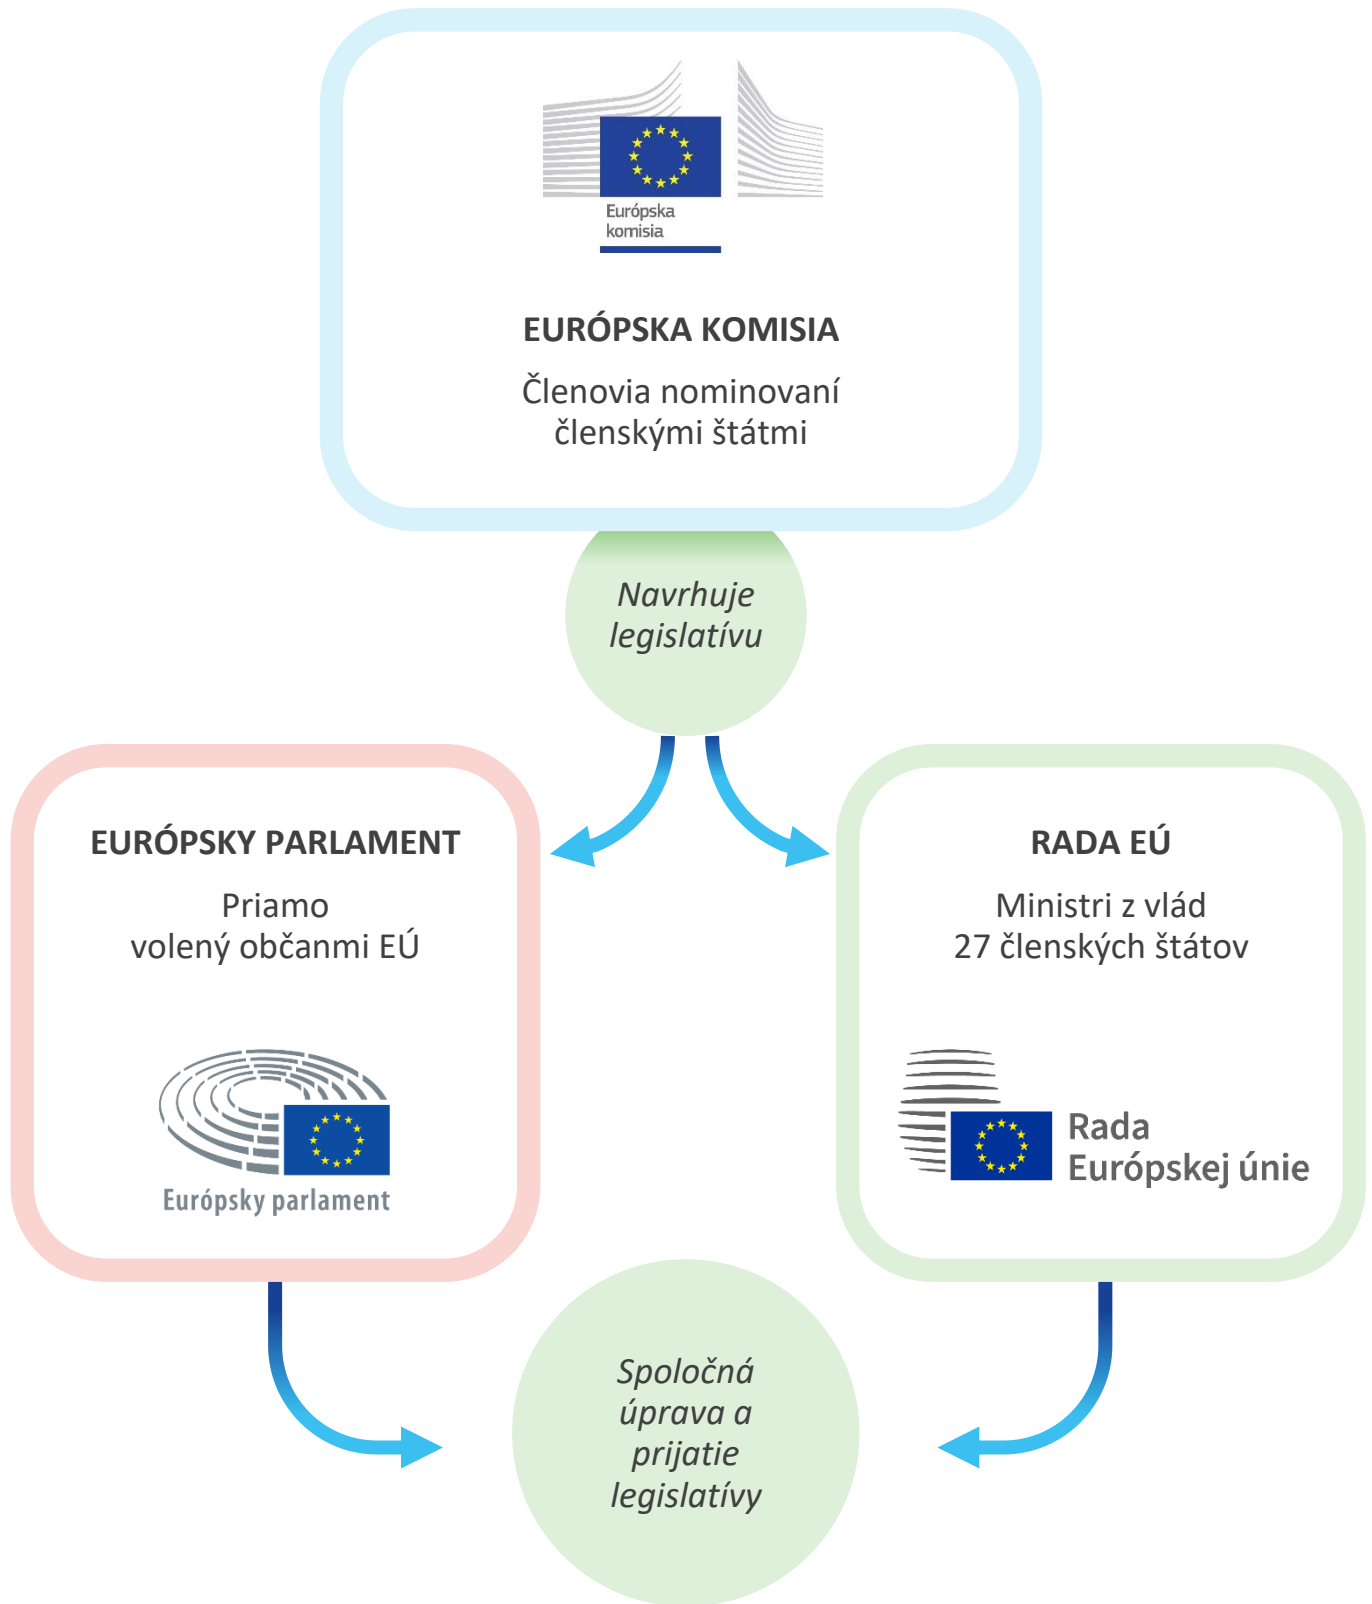 Európska
komisia
EURÓPSKA KOMISIA
Členovia nominovaní
členskými štátmi
Navrhuje
legislatívu
EURÓPSKY PARLAMENT
Priamo
volený občanmi EÚ
Európsky parlament
RADA EÚ
Ministri z vlád
27 členských štátov
Rada
Európskej únie
Spoločná
úprava a
prijatie
legislatívy